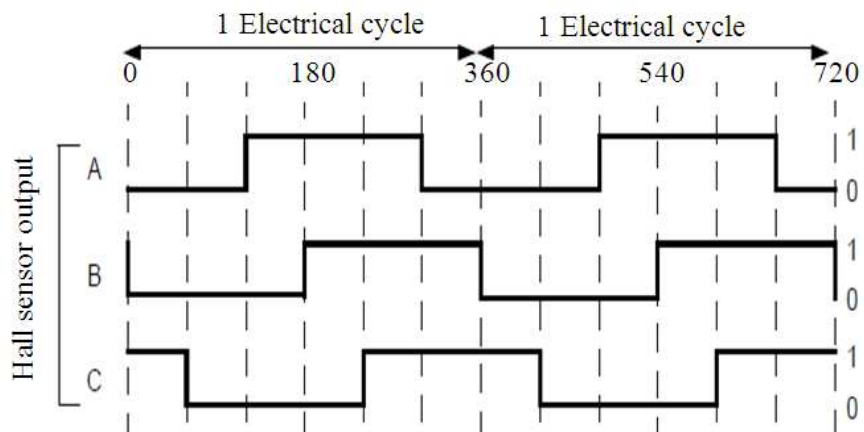 1 Electrical cycle 1 Electrical cycle
0 180 360 540 720
Hall sensor output
A 1
0
B 1
0
C 1
0